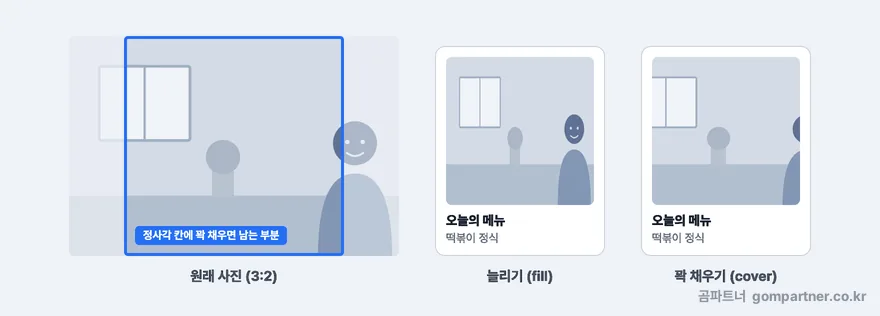 정사각 칸에 꽉 채우면 남는 부분
원래 사진 (3:2)
오늘의 메뉴
떡볶이 정식
늘리기 (fill)
오늘의 메뉴
떡볶이 정식
꽉 채우기 (cover)
곰파트너 gompartner.co.kr